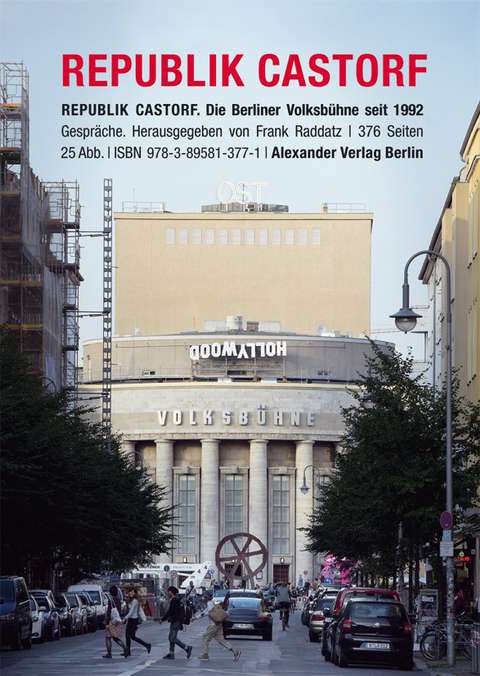 REPUBLIK CASTORF
REPUBLIK CASTORF. Die Berliner Volksbühne seit 1992
Gespräche. Herausgegeben von Frank Raddatz | 376 Seiten
25 Abb. | ISBN 978-3-89581-377-1 | Alexander Verlag Berlin
OST
HOLLYWOOD
VOLKSBÜHNE